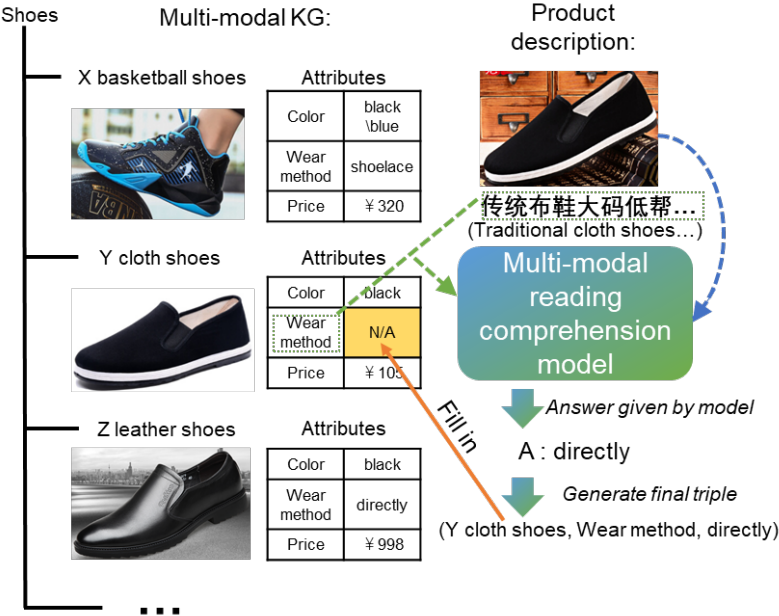 Shoes
Multi-modal KG:
Product
description:
X basketball shoes
Attributes
Color
black
\blue
Wear
method
shoelace
Price
¥320
传统布鞋大码低帮...
(Traditional cloth shoes...)
Y cloth shoes
Attributes
Color
black
Wear
method
N/A
Price
¥105
Multi-modal
reading
comprehension
model
Fill in
Answer given by model
A : directly
Generate final triple
(Y cloth shoes, Wear method, directly)
Z leather shoes
Attributes
Color
black
Wear
method
directly
Price
¥998
...